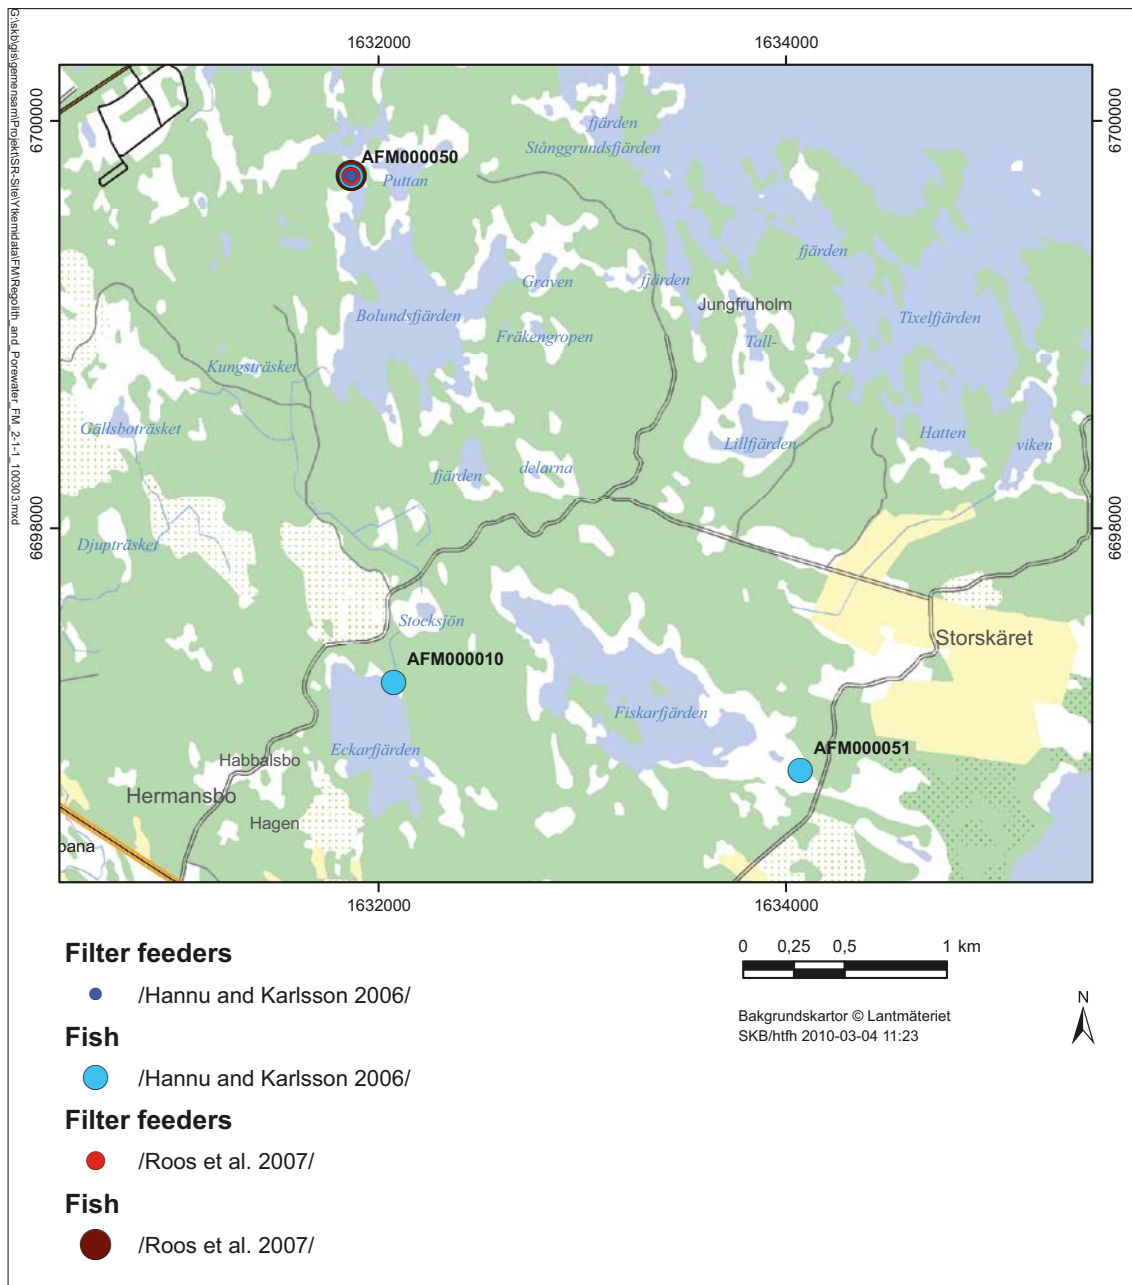 G:\skb\gis\gemensam\Projekt\SR-Site\Ytkemidata\FM\Regolith_and_Porewater_FM_2-1-1_100303.mxd
1632000
1634000
6700000
6700000
fjärden
Stånggrundsfjärden
AFM000050
Puttan
fjärden
Graven
fjärden
Jungfruholm
Bolundsfjärden
Tixelfjärden
Fräkengropen
Tall-
Kungsträsket
Gällsboträsket
Lillfjärden
Hatten
viken
fjärden
delarna
6698000
6698000
Djupträsket
Stocksjön
Storskäret
AFM000010
Fiskarfjärden
Eckarfjärden
AFM000051
Habbalsbo
Hermansbo
Hagen
pana
1632000
1634000
Filter feeders
/Hannu and Karlsson 2006/
Fish
/Hannu and Karlsson 2006/
Filter feeders
/Roos et al. 2007/
Fish
/Roos et al. 2007/
0 0,25 0,5 1 km
Bakgrundskartor © Lantmäteriet
SKB/htfh 2010-03-04 11:23
N